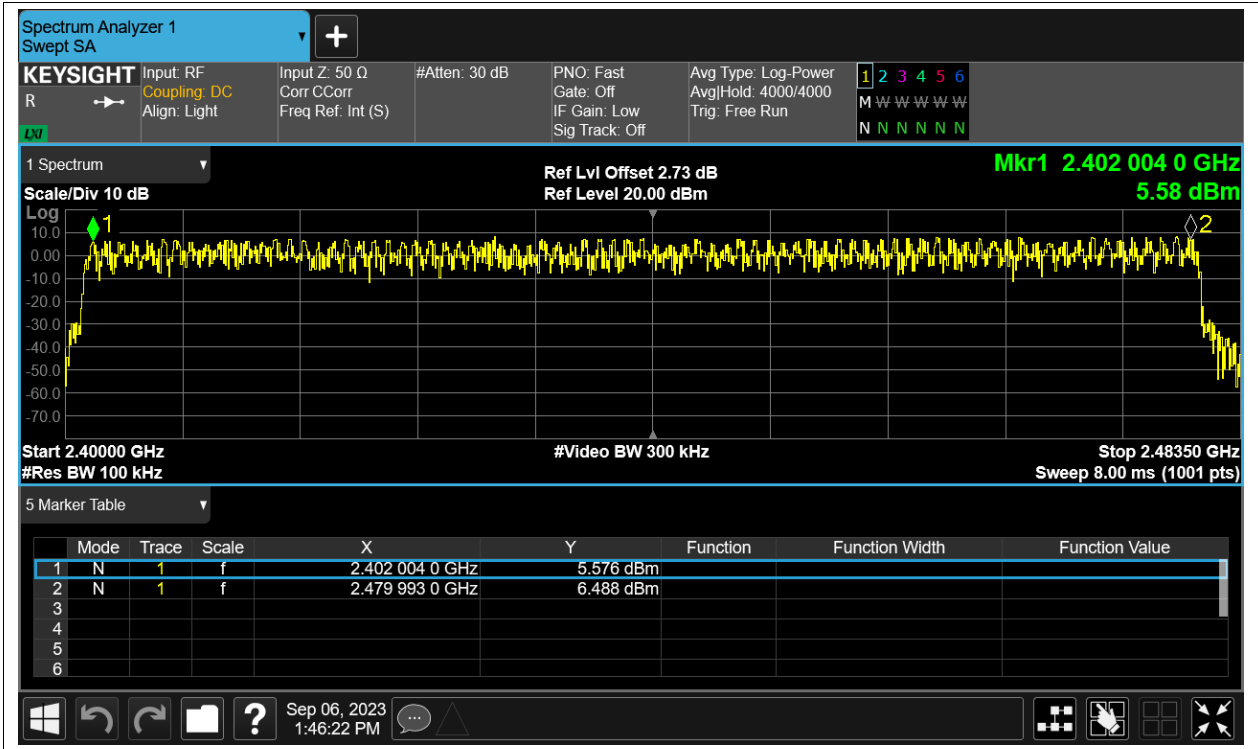 Spectrum Analyzer 1
Swept SA
+
KEYSIGHT Input: RF Input Z: 50 Ω #Atten: 30 dB PNO: Fast Avg Type: Log-Power 1 2 3 4 5 6
R Coupling: DC Corr CCorr Gate: Off Avg|Hold: 4000/4000 M W W W W W
Align: Light Freq Ref: Int (S) IF Gain: Low Trig: Free Run
LXI Sig Track: Off N N N N N N
1 Spectrum Ref Lvl Offset 2.73 dB Mkr1 2.402 004 0 GHz
Scale/Div 10 dB Ref Level 20.00 dBm 5.58 dBm
Log
1 2
10.0
0.00
-10.0
-20.0
-30.0
-40.0
-50.0
-60.0
-70.0
Start 2.40000 GHz #Video BW 300 kHz Stop 2.48350 GHz
#Res BW 100 kHz Sweep 8.00 ms (1001 pts)
5 Marker Table
Mode Trace Scale X Y Function Function Width Function Value
1 N 1 f 2.402 004 0 GHz 5.576 dBm
2 N 1 f 2.479 993 0 GHz 6.488 dBm
3
4
5
6
? Sep 06, 2023
1:46:22 PM